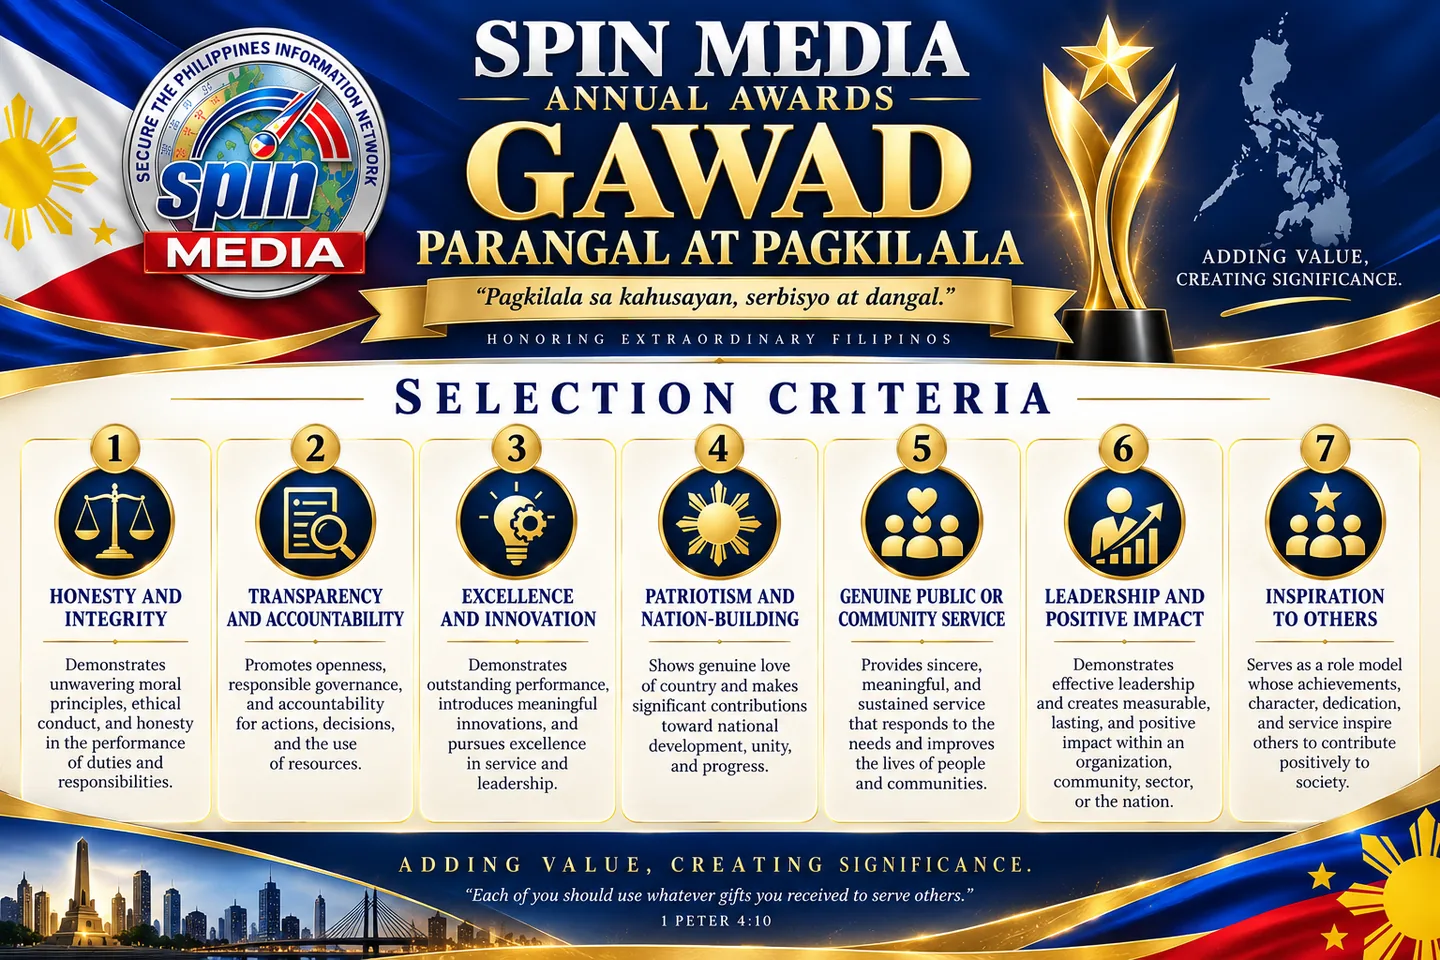 SECURE THE PHILIPPINES INFORMATION NETWORK
spin
MEDIA
SPIN MEDIA
ANNUAL AWARDS
GAWAD
PARANGAL AT PAGKILALA
“Pagkilala sa kahusayan, serbisyo at dangal.”
HONORING EXTRAORDINARY FILIPINOS
ADDING VALUE,
CREATING SIGNIFICANCE.
SELECTION CRITERIA
1
HONESTY AND
INTEGRITY
Demonstrates
unwavering moral
principles, ethical
conduct, and honesty
in the performance
of duties and
responsibilities.
2
TRANSPARENCY
AND ACCOUNTABILITY
Promotes openness,
responsible governance,
and accountability
for actions, decisions,
and the use
of resources.
3
EXCELLENCE
AND INNOVATION
Demonstrates
outstanding performance,
introduces meaningful
innovations, and
pursues excellence
in service and
leadership.
4
PATRIOTISM AND
NATION-BUILDING
Shows genuine love
of country and makes
significant contributions
toward national
development, unity,
and progress.
5
GENUINE PUBLIC OR
COMMUNITY SERVICE
Provides sincere,
meaningful, and
sustained service
that responds to the
needs and improves
the lives of people
and communities.
6
LEADERSHIP AND
POSITIVE IMPACT
Demonstrates
effective leadership
and creates measurable,
lasting, and positive
impact within an
organization,
community, sector,
or the nation.
7
INSPIRATION
TO OTHERS
Serves as a role model
whose achievements,
character, dedication,
and service inspire
others to contribute
positively to
society.
ADDING VALUE, CREATING SIGNIFICANCE.
“Each of you should use whatever gifts you received to serve others.”
1 PETER 4:10